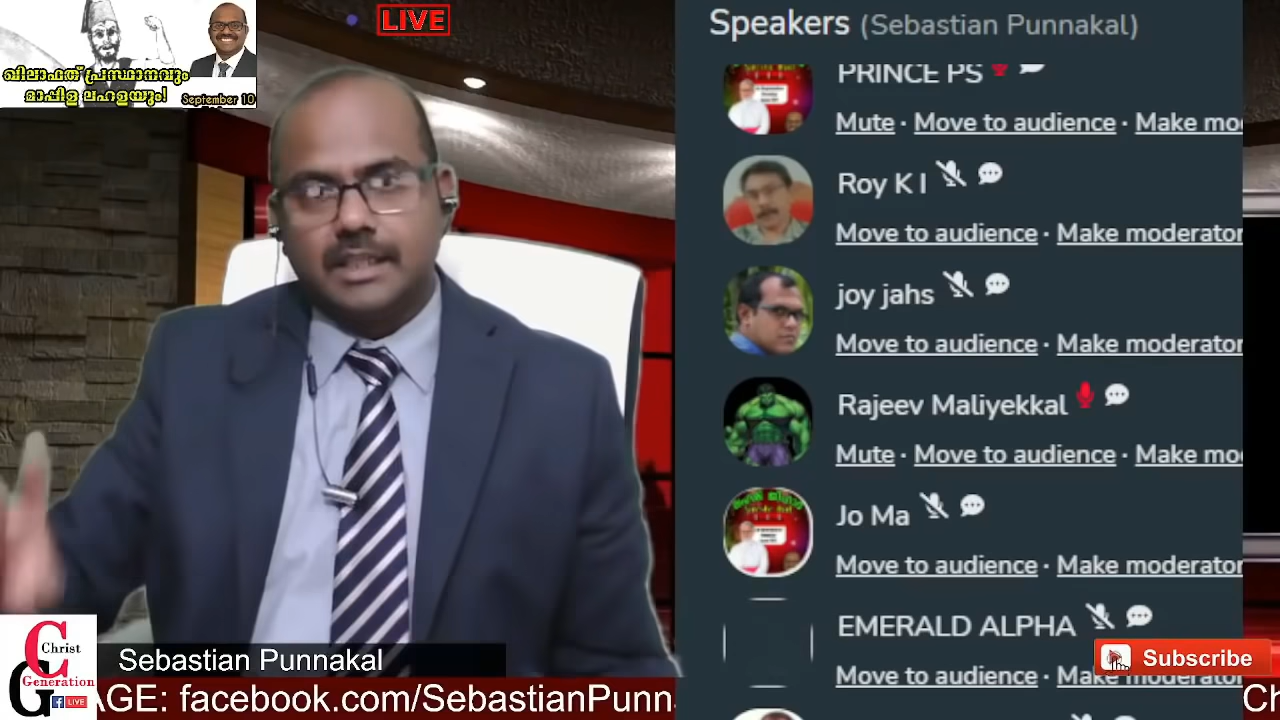 LIVE
ഖിലാഫത് പ്രസ്ഥാനവും
മാപ്പിള ലഹളയും!
September 10
Speakers (Sebastian Punnakal)
PRINCE PS
Mute · Move to audience · Make mo
Roy K I
Move to audience · Make moderator
joy jahs
Move to audience · Make moderator
Rajeev Maliyekkal
Mute · Move to audience · Make mo
Jo Ma
Move to audience · Make moderator
EMERALD ALPHA
Move to audience · Make moderator
Subscribe
Christ
Generation
LIVE
Sebastian Punnakal
AGE: facebook.com/SebastianPunn
Ch